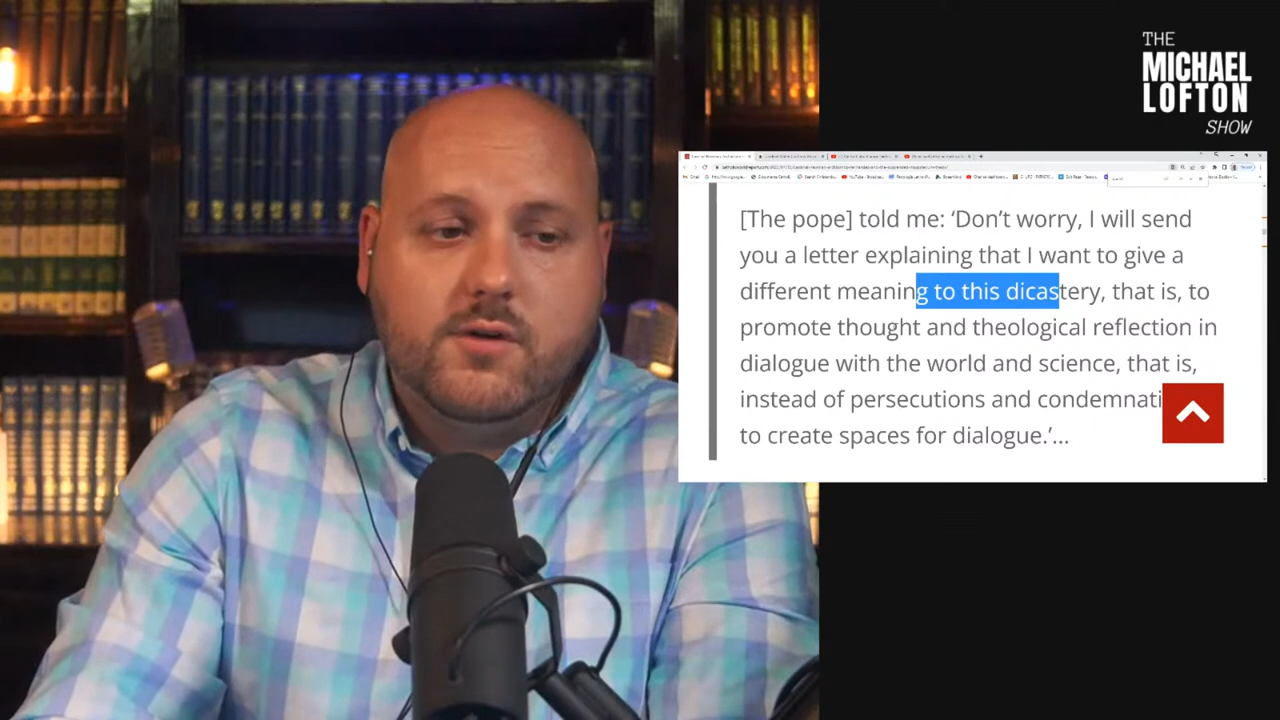 THE
MICHAEL
LOFTON
SHOW
[The pope] told me: ‘Don’t worry, I will send
you a letter explaining that I want to give a
different meaning to this dicastery, that is, to
promote thought and theological reflection in
dialogue with the world and science, that is,
instead of persecutions and condemnati
to create spaces for dialogue.’...